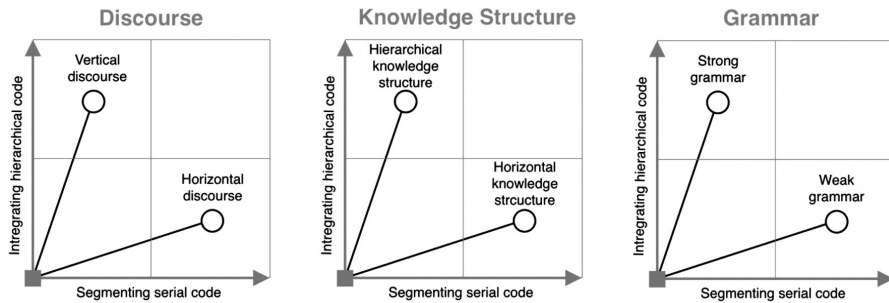 Discourse
Intregrating hierarchical code
Vertical
discourse
Horizontal
discourse
Segmenting serial code
Knowledge Structure
Intregrating hierarchical code
Hierarchical
knowledge
structure
Horizontal
knowledge
strcucture
Segmenting serial code
Grammar
Intregrating hierarchical code
Strong
grammar
Weak
grammar
Segmenting serial code